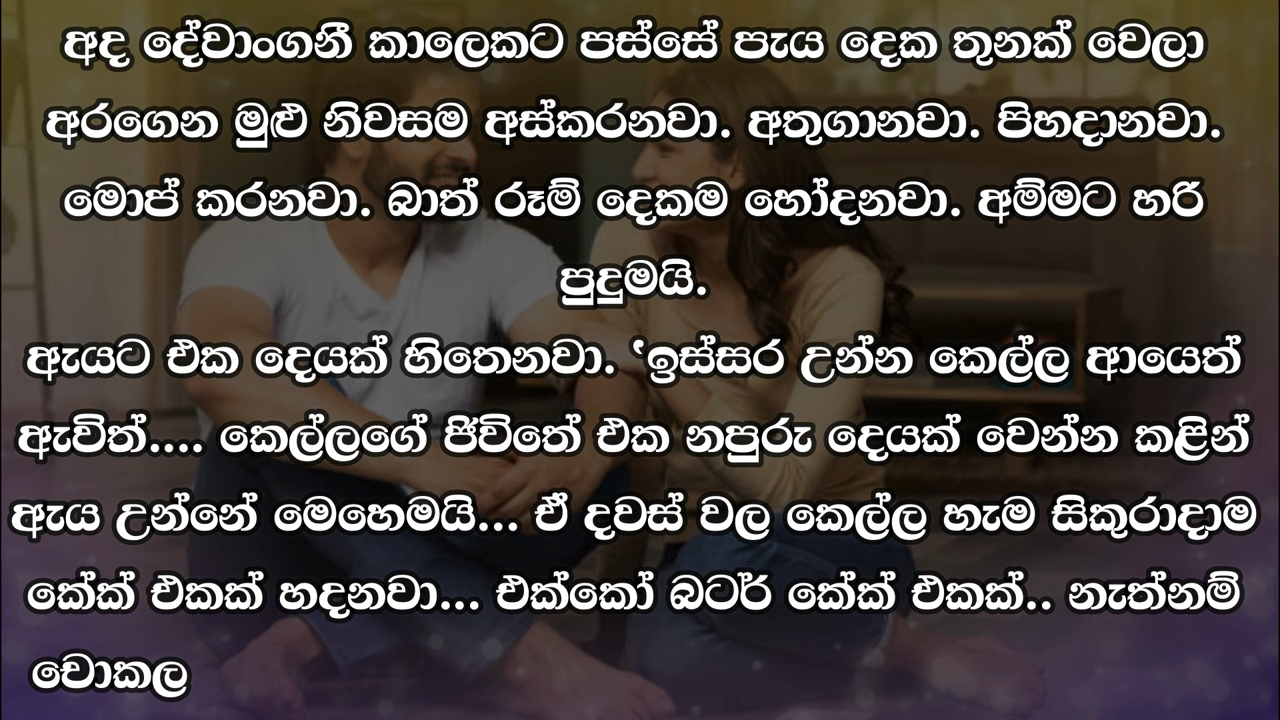 අද දේවාංගනී කාලෙකට පස්සේ පැය දෙක තුනක් වෙලා
අරගෙන මුළු නිවසම අස්කරනවා. අතුගානවා. පිහදානවා.
මොප් කරනවා. බාත් රූම් දෙකම හෝදනවා. අම්මට හරි
පුදුමයි.
ඇයට එක දෙයක් හිතෙනවා. ‘ඉස්සර උන්න කෙල්ල ආයෙත්
ඇවිත්.... කෙල්ලගේ ජිවිතේ එක නපුරු දෙයක් වෙන්න කළින්
ඇය උන්නේ මෙහෙමයි... ඒ දවස් වල කෙල්ල හැම සිකුරාදාම
කේක් එකක් හදනවා... එක්කෝ බටර් කේක් එකක්.. නැත්නම්
චොකල